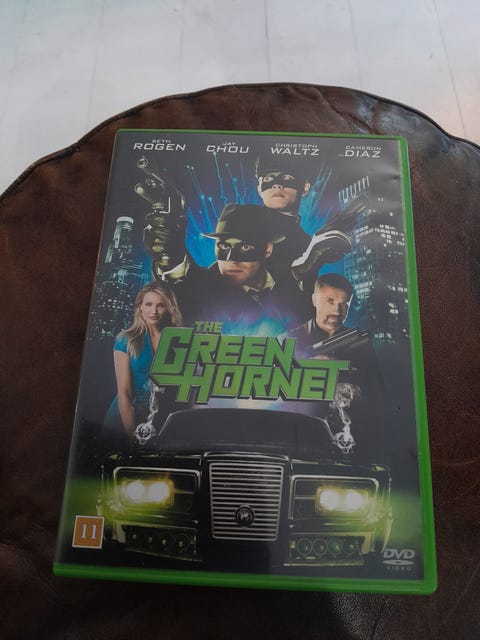 SETH JAY CHRISTOPH CAMERON
ROGEN CHOU WALTZ DIAZ
THE
GREEN
HORNET
11
DVD
VIDEO